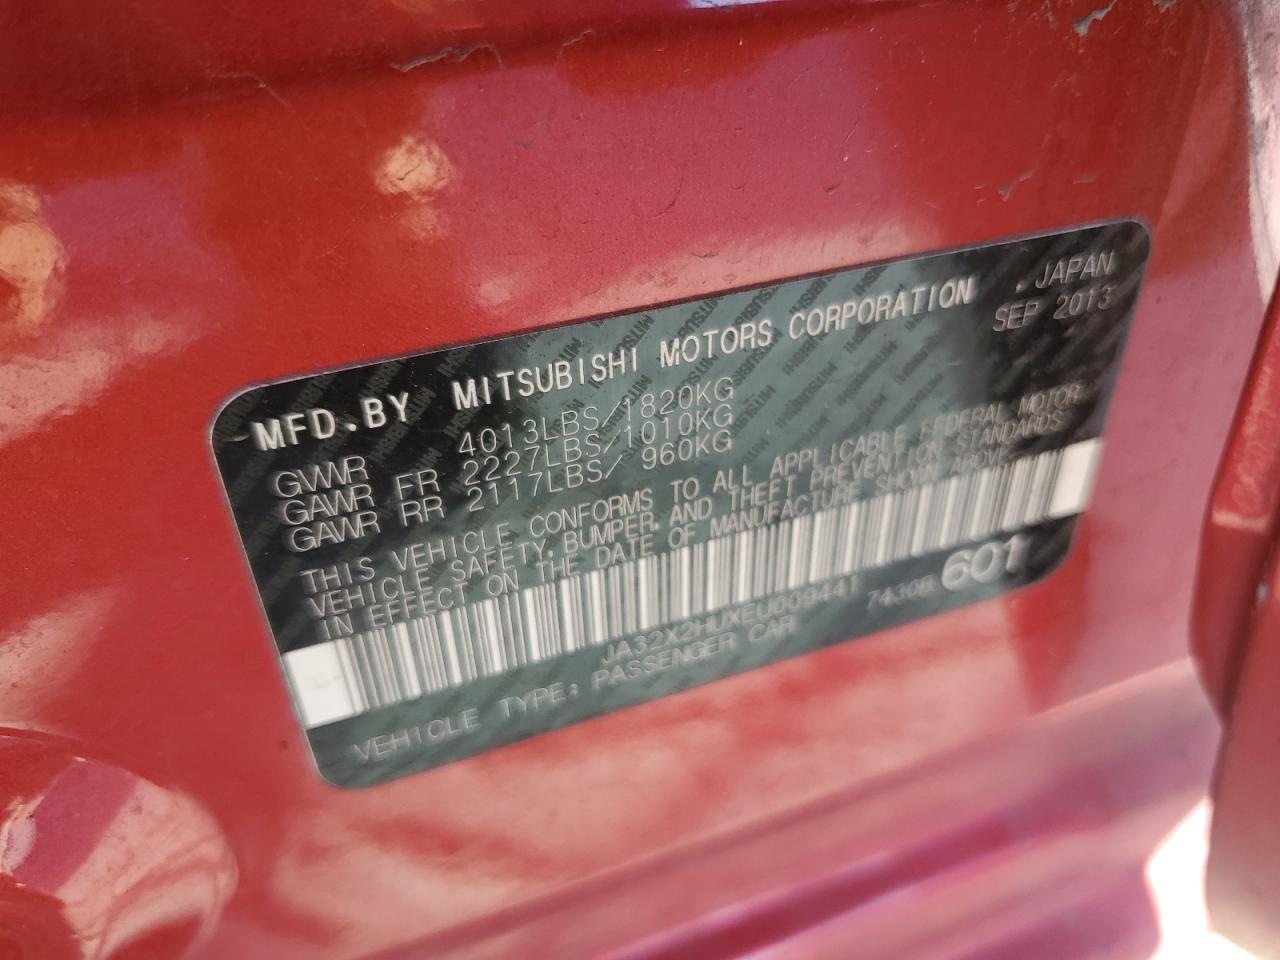 MFD.BY MITSUBISHI MOTORS CORPORATION JAPAN
SEP 2013
GVWR 4013LBS/1820KG
GAWR FR 2227LBS/1010KG
GAWR RR 2117LBS/ 960KG
THIS VEHICLE CONFORMS TO ALL APPLICABLE FEDERAL MOTOR
VEHICLE SAFETY,BUMPER,AND THEFT PREVENTION STANDARDS
IN EFFECT ON THE DATE OF MANUFACTURE SHOWN ABOVE.
JA32X2HUXEU009441 7430B 601
VEHICLE TYPE: PASSENGER CAR